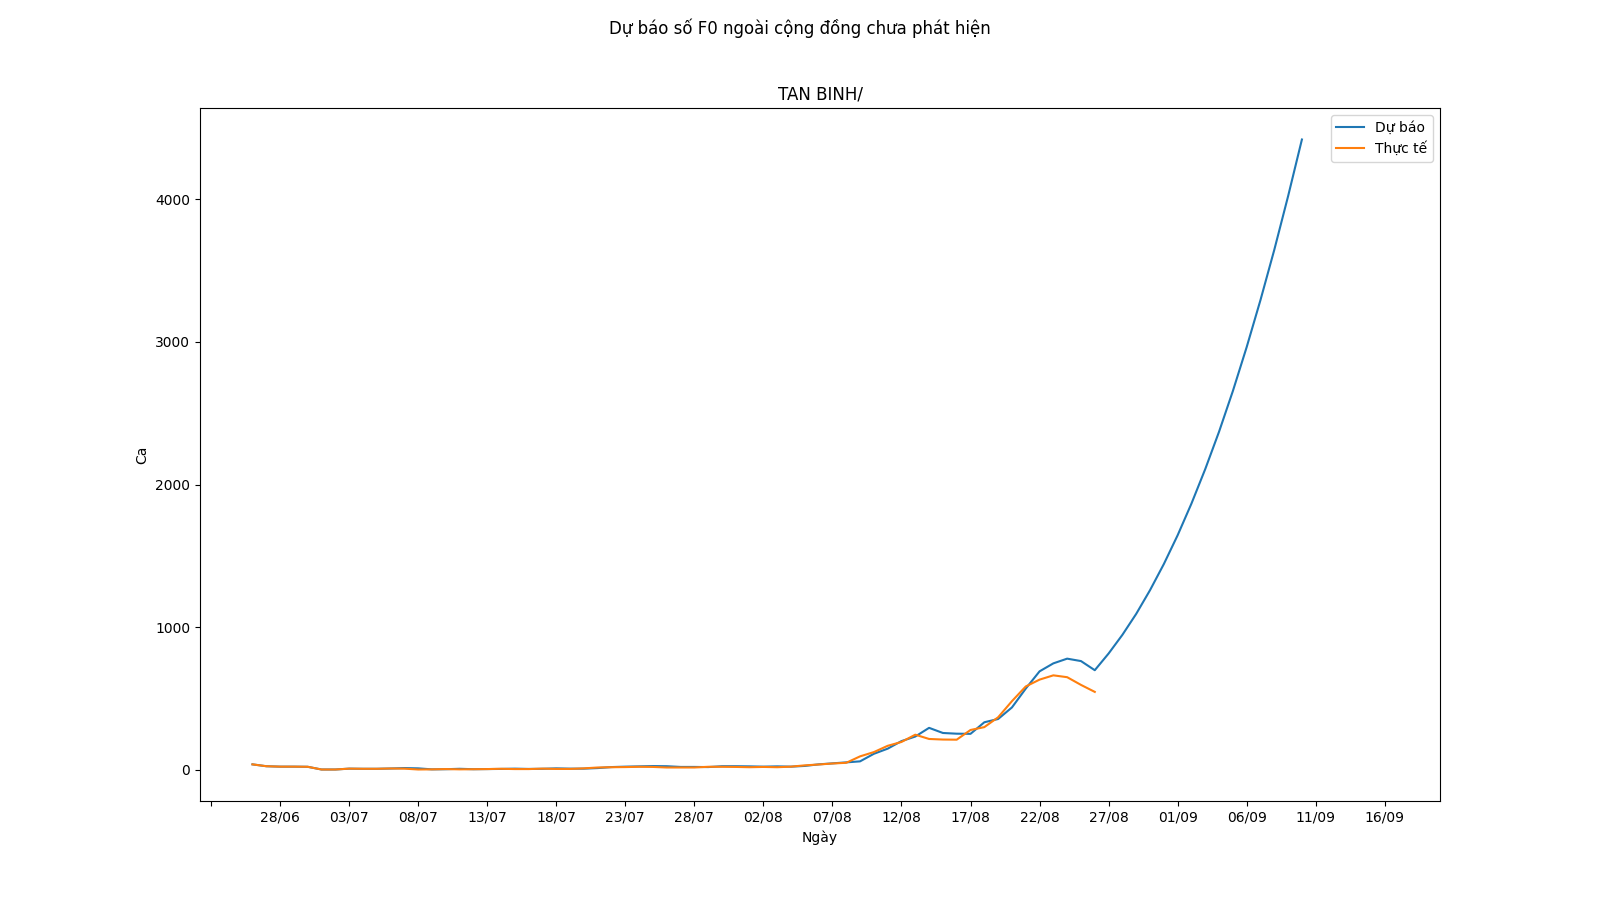 Dự báo số F0 ngoài cộng đồng chưa phát hiện
TAN BINH/
Dự báo
Thực tế
4000
3000
2000
1000
0
Ca
28/06 03/07 08/07 13/07 18/07 23/07 28/07 02/08 07/08 12/08 17/08 22/08 27/08 01/09 06/09 11/09 16/09
Ngày